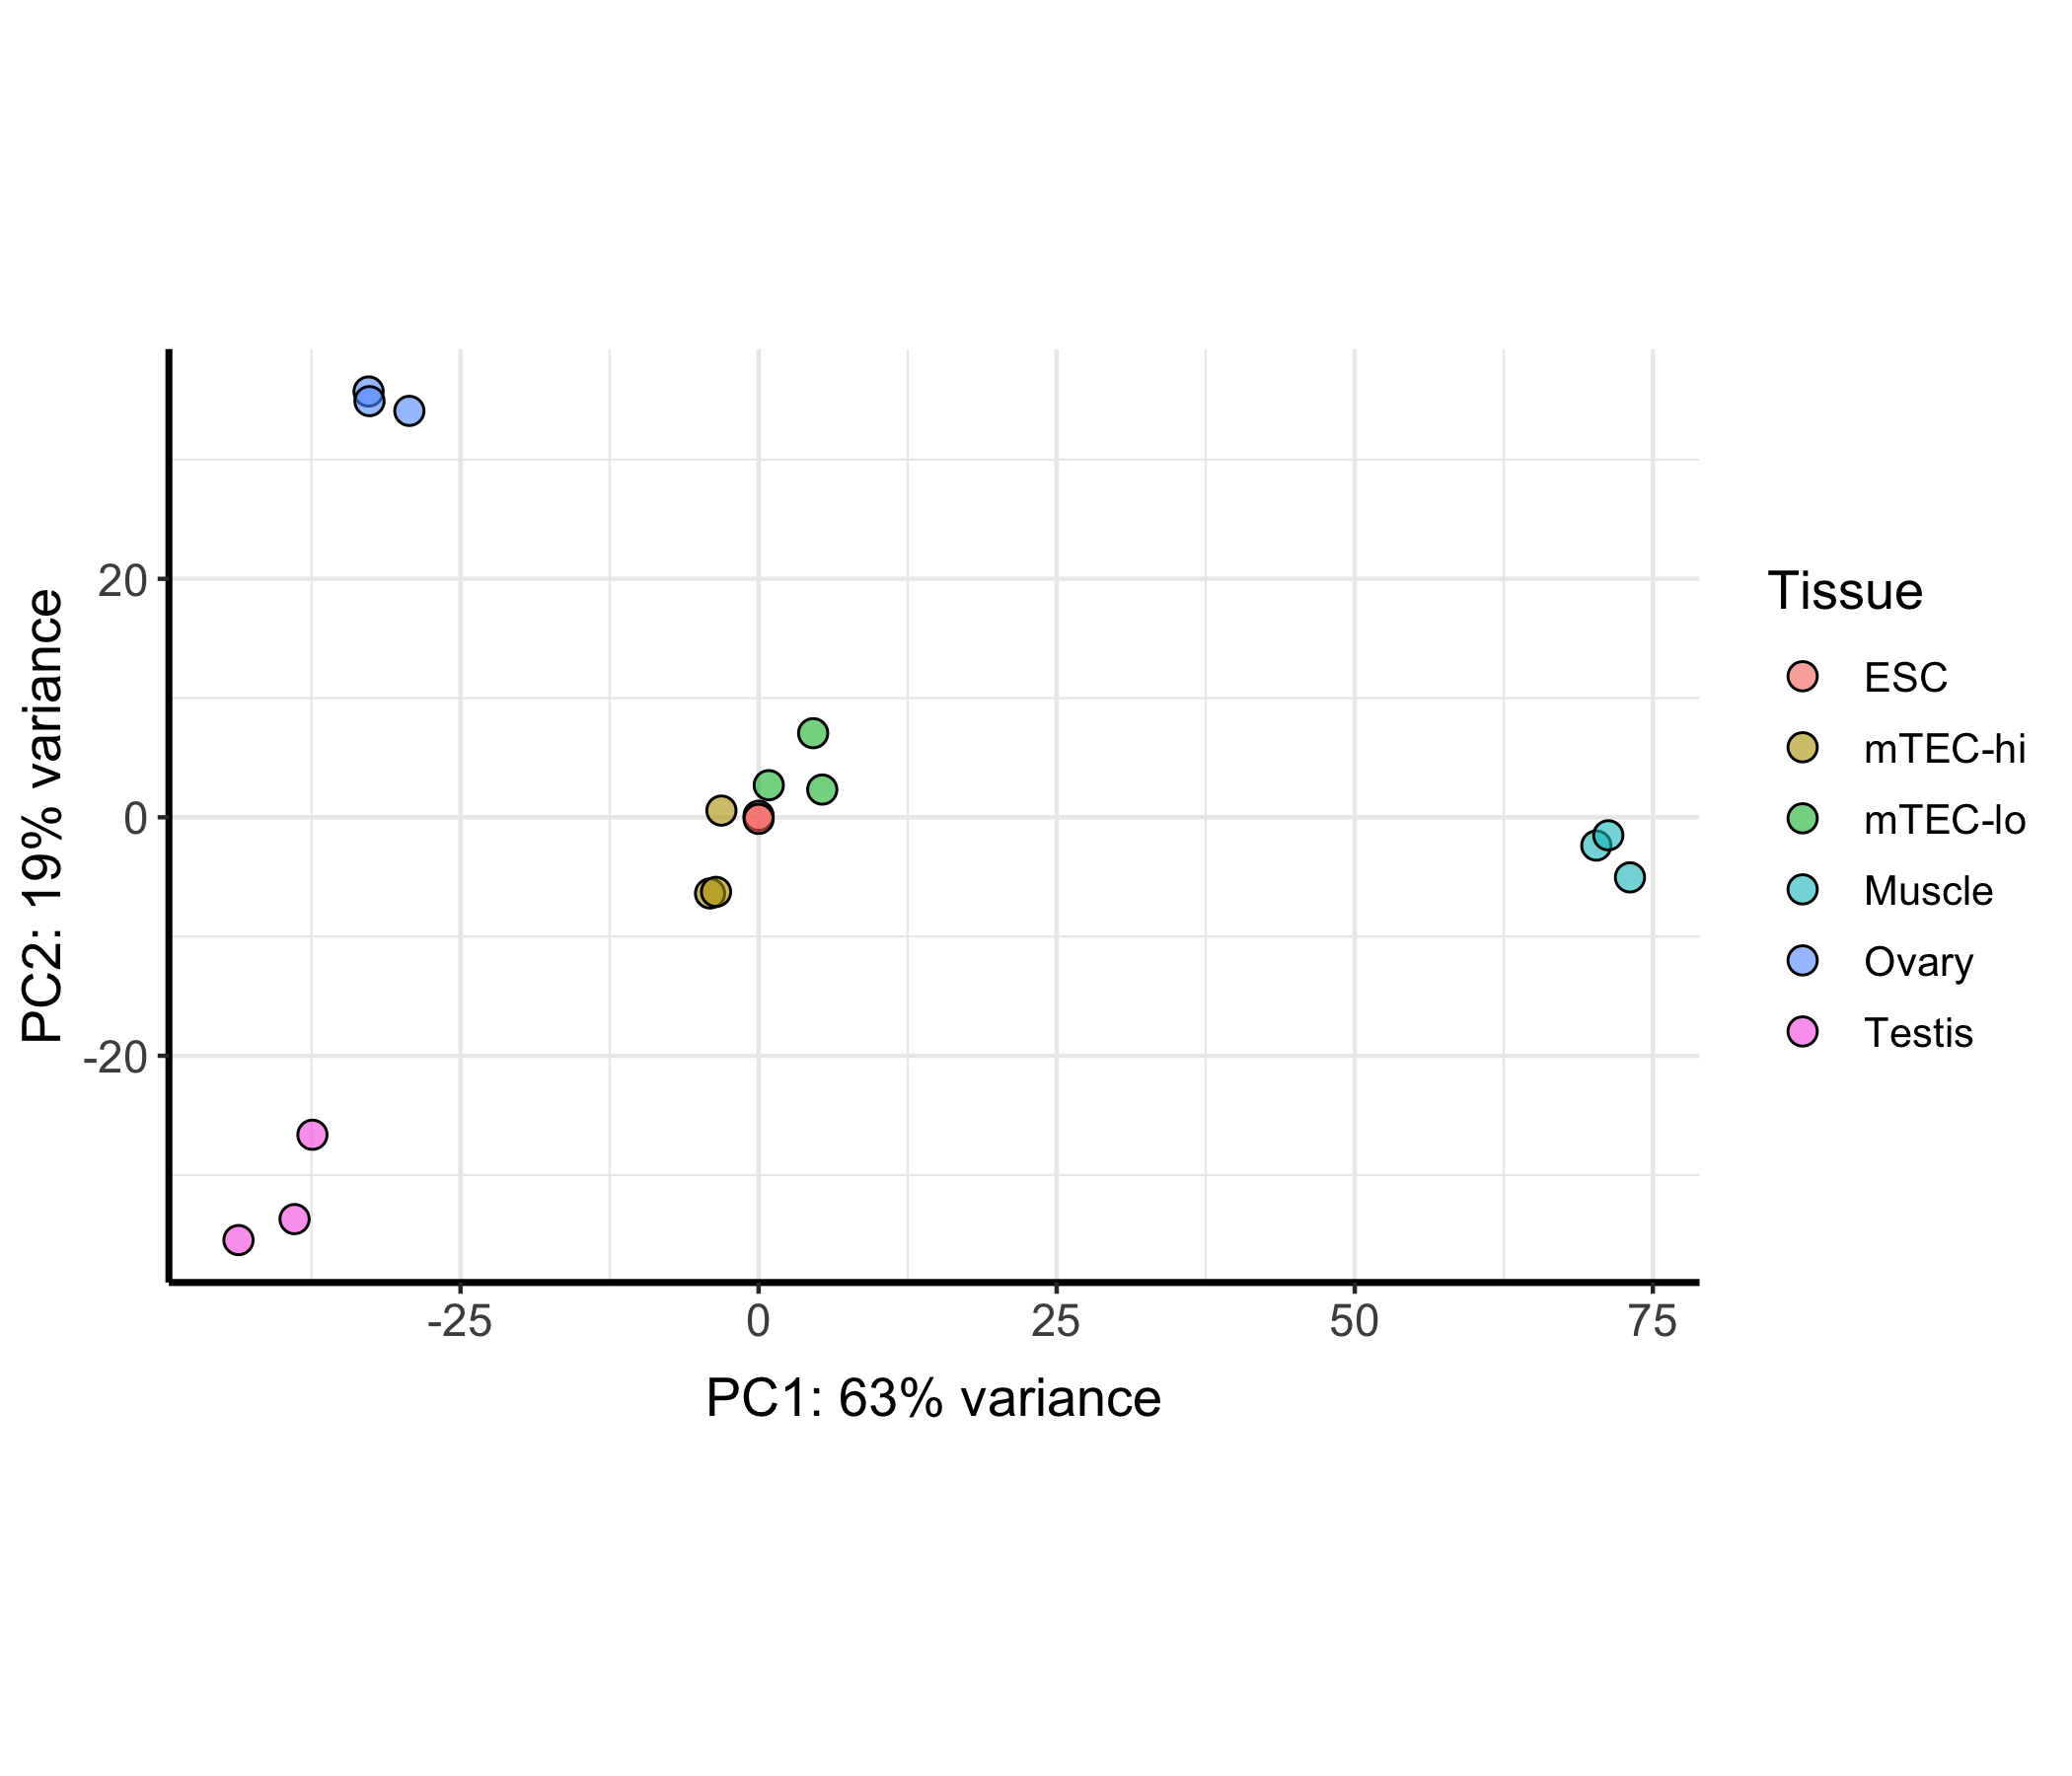 20
0
-20
PC2: 19% variance
-25 0 25 50 75
PC1: 63% variance
Tissue
ESC
mTEC-hi
mTEC-lo
Muscle
Ovary
Testis